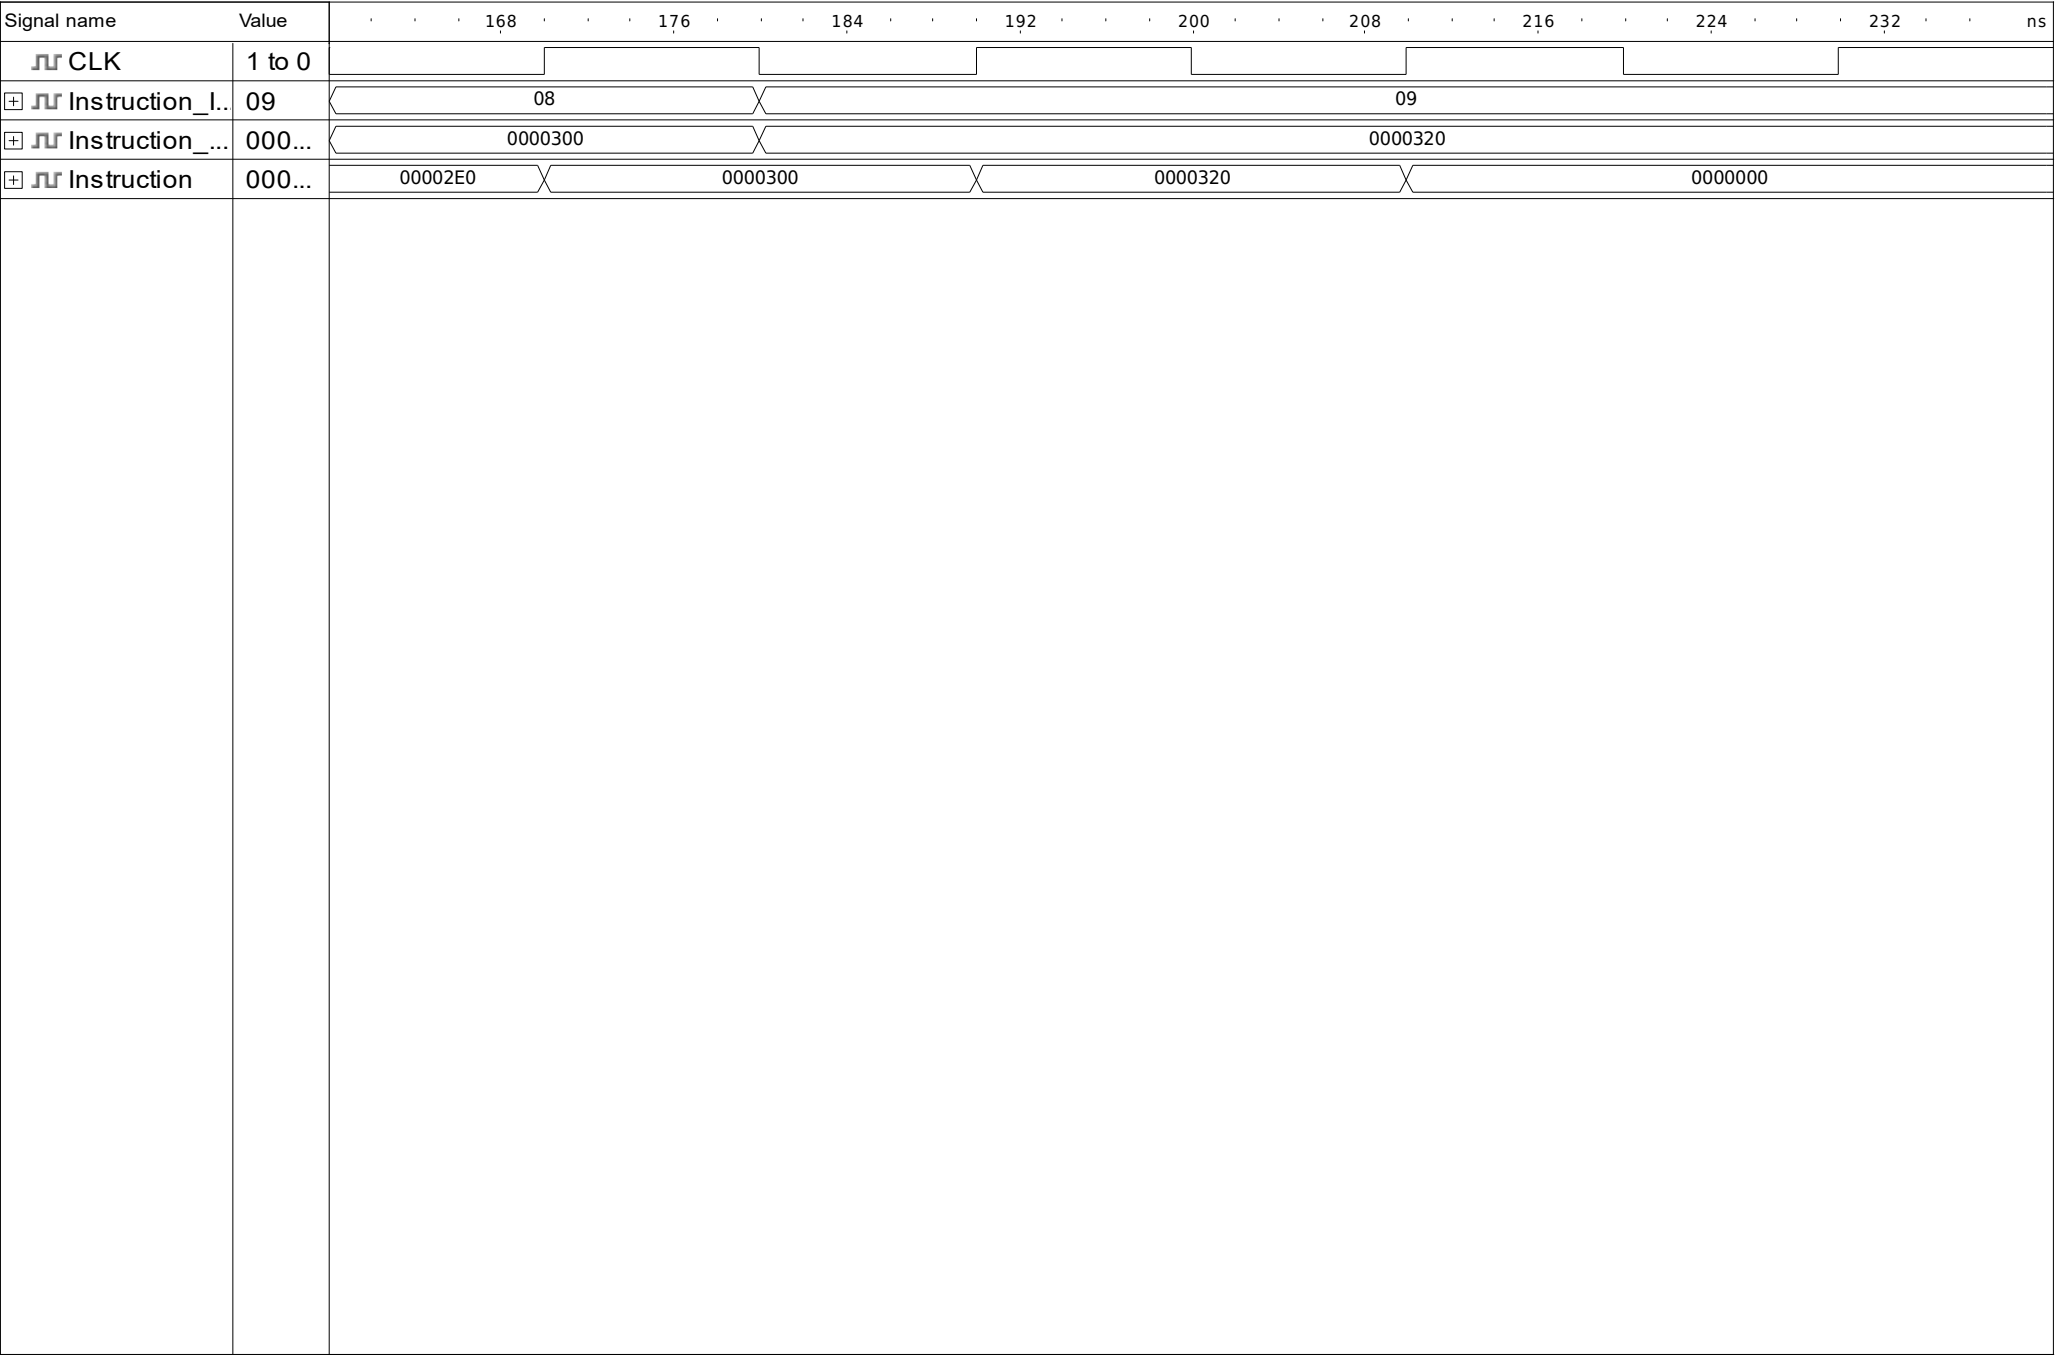 Signal name Value 168 176 184 192 200 208 216 224 232 ns
CLK 1 to 0
Instruction_I... 09 08 09
Instruction_... 000... 0000300 0000320
Instruction 000... 00002E0 0000300 0000320 0000000